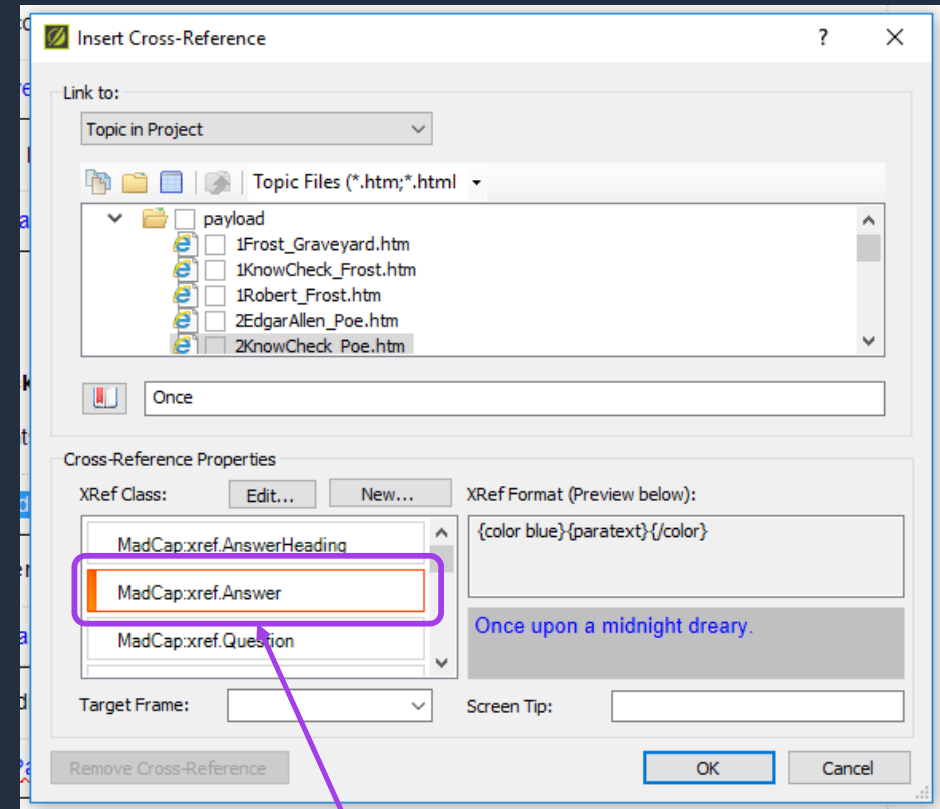 Insert Cross-Reference ? ×
Link to:
Topic in Project
Topic Files (*.htm;*.html
payload
1Frost_Graveyard.htm
1KnowCheck_Frost.htm
1Robert_Frost.htm
2EdgarAllen_Poe.htm
2KnowCheck_Poe.htm
Once
Cross-Reference Properties
XRef Class: Edit... New... XRef Format (Preview below):
MadCap:xref.AnswerHeading {color blue}{paratext}{/color}
MadCap:xref.Answer
MadCap:xref.Question Once upon a midnight dreary.
Target Frame: Screen Tip:
Remove Cross-Reference OK Cancel